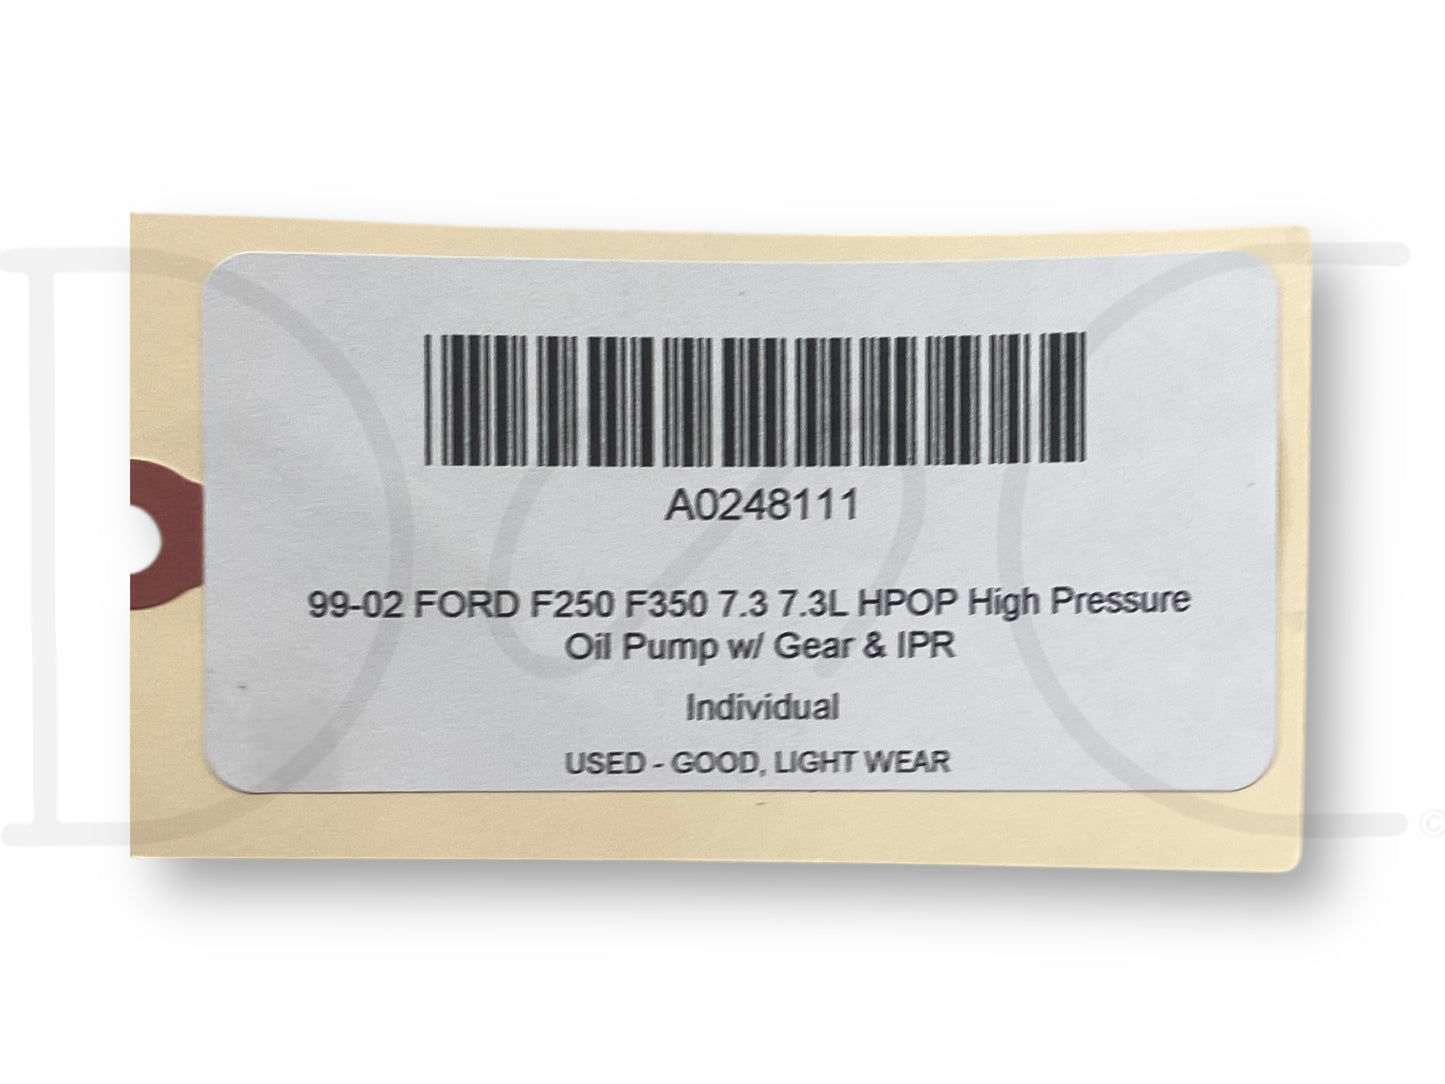 A0248111
99-02 FORD F250 F350 7.3 7.3L HPOP High Pressure
Oil Pump w/ Gear & IPR
Individual
USED - GOOD, LIGHT WEAR
©